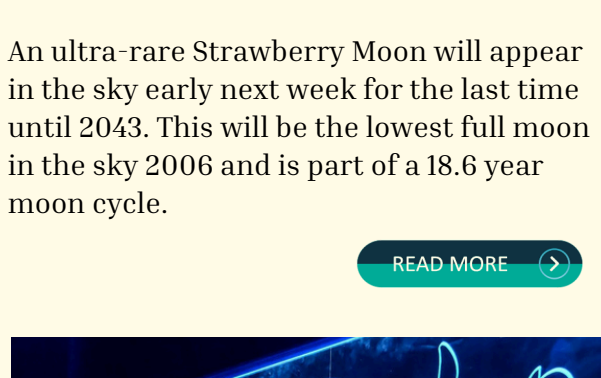 An ultra-rare Strawberry Moon will appear
in the sky early next week for the last time
until 2043. This will be the lowest full moon
in the sky 2006 and is part of a 18.6 year
moon cycle.
READ MORE